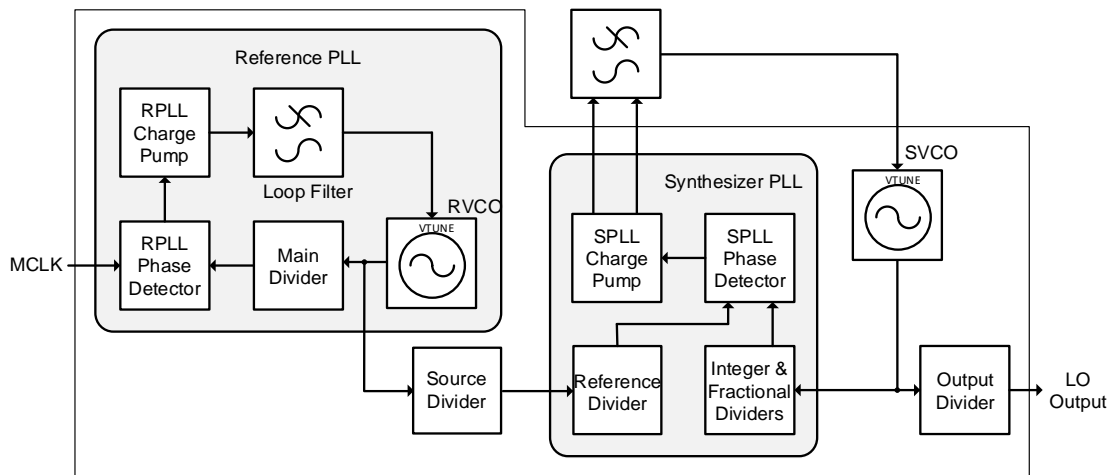 Reference PLL
RPLL
Charge
Pump
Loop Filter
RVCO
VTUNE
MCLK
RPLL
Phase
Detector
Main
Divider
Source
Divider
Synthesizer PLL
SPLL
Charge
Pump
SPLL
Phase
Detector
Reference
Divider
Integer &
Fractional
Dividers
SVCO
VTUNE
Output
Divider
LO
Output